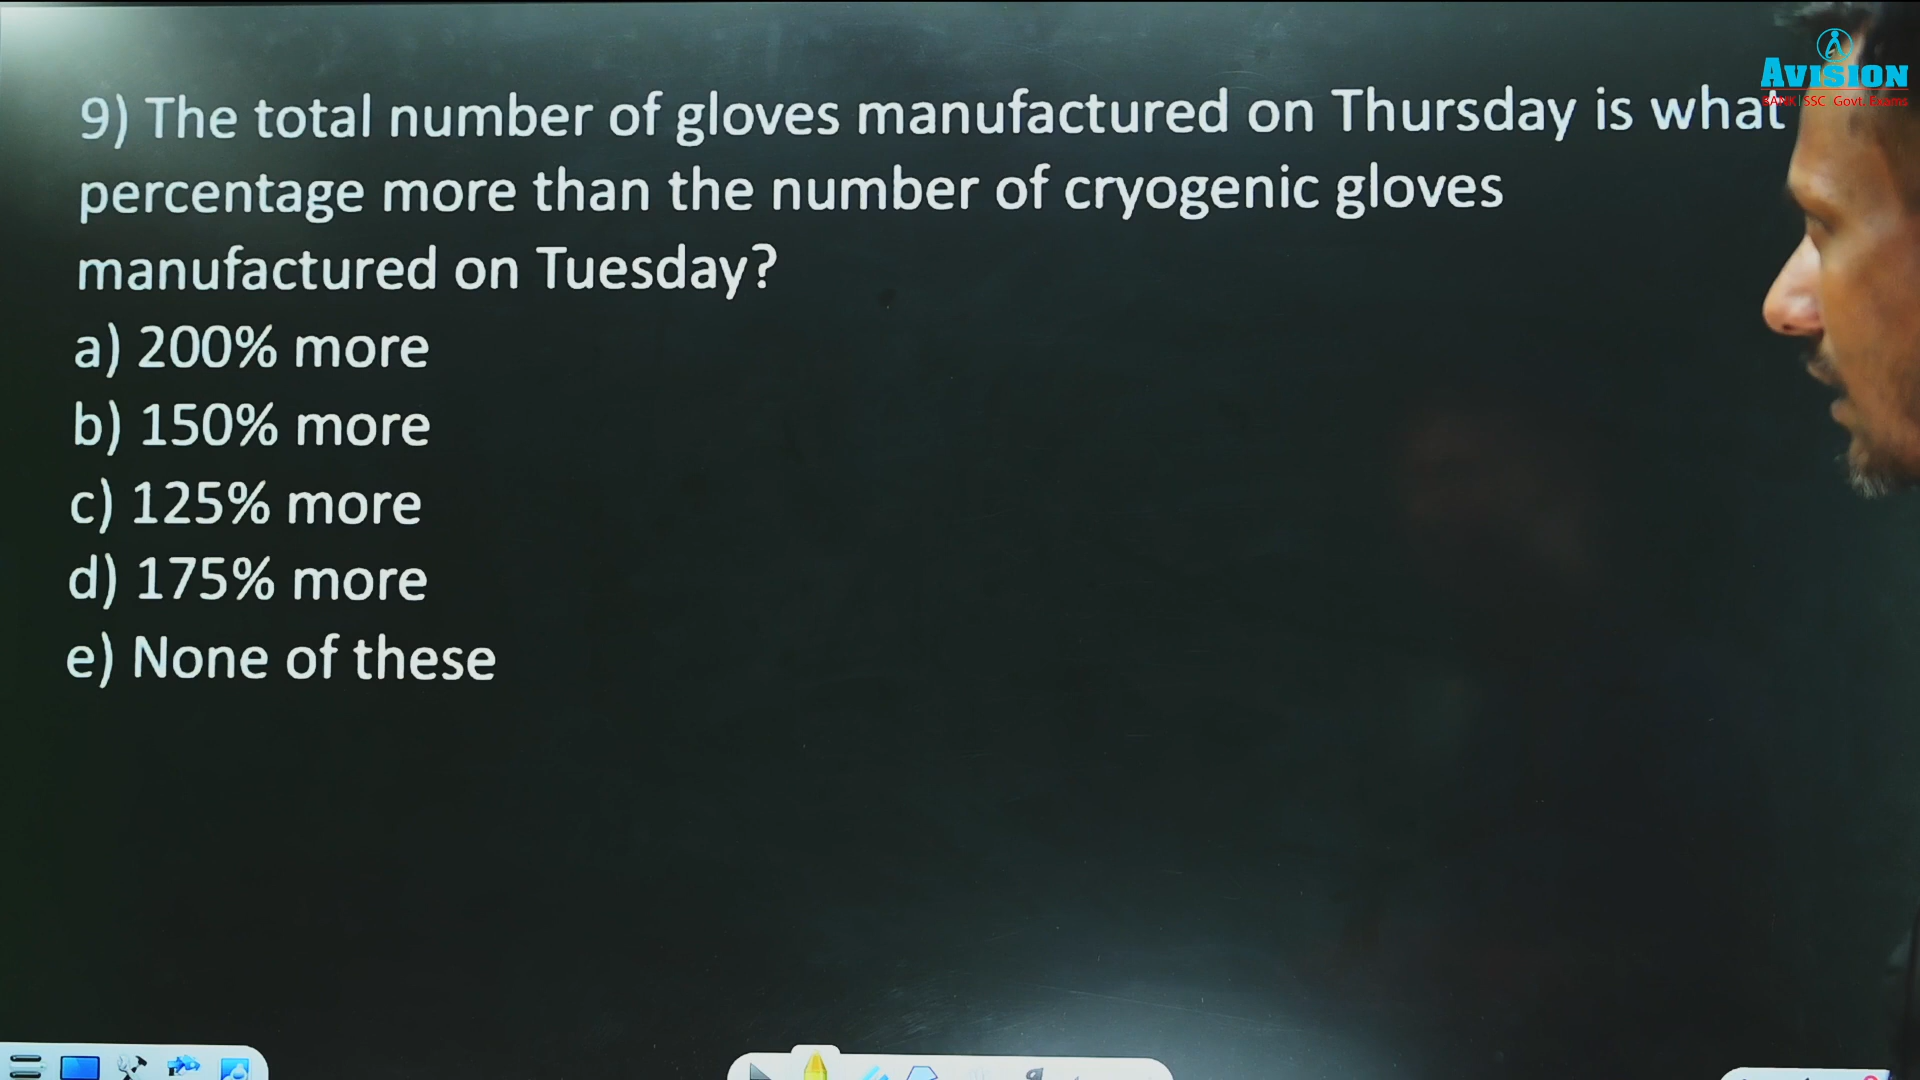 AVISION
BANK | SSC | Govt. Exams
9) The total number of gloves manufactured on Thursday is what
percentage more than the number of cryogenic gloves
manufactured on Tuesday?
a) 200% more
b) 150% more
c) 125% more
d) 175% more
e) None of these